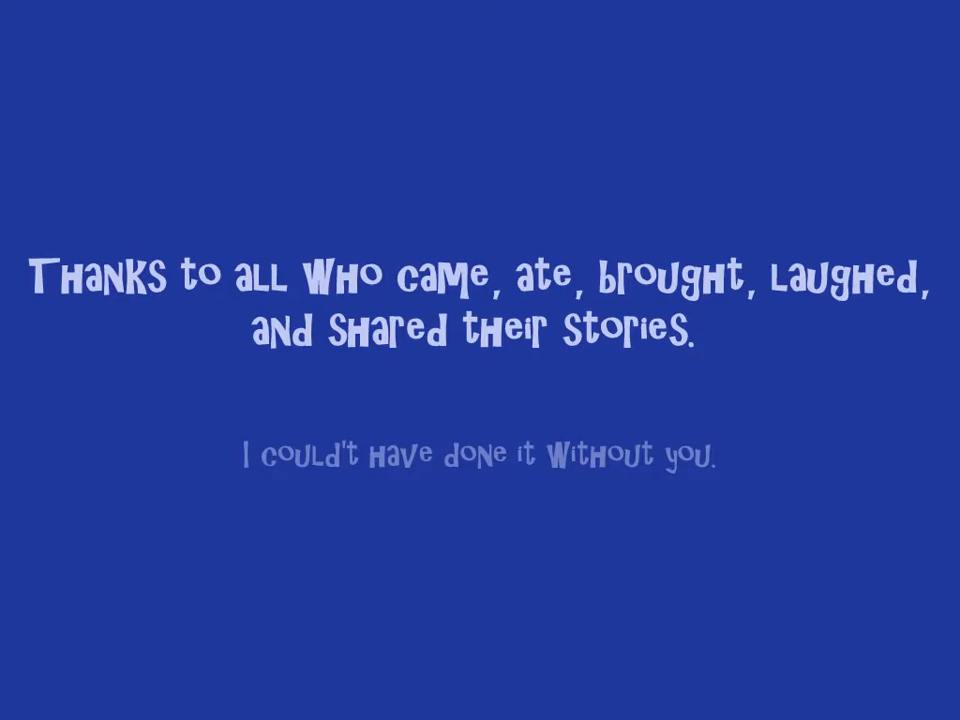 Thanks to all who came, ate, brought, laughed,
and shared their stories.
I could't have done it without you.